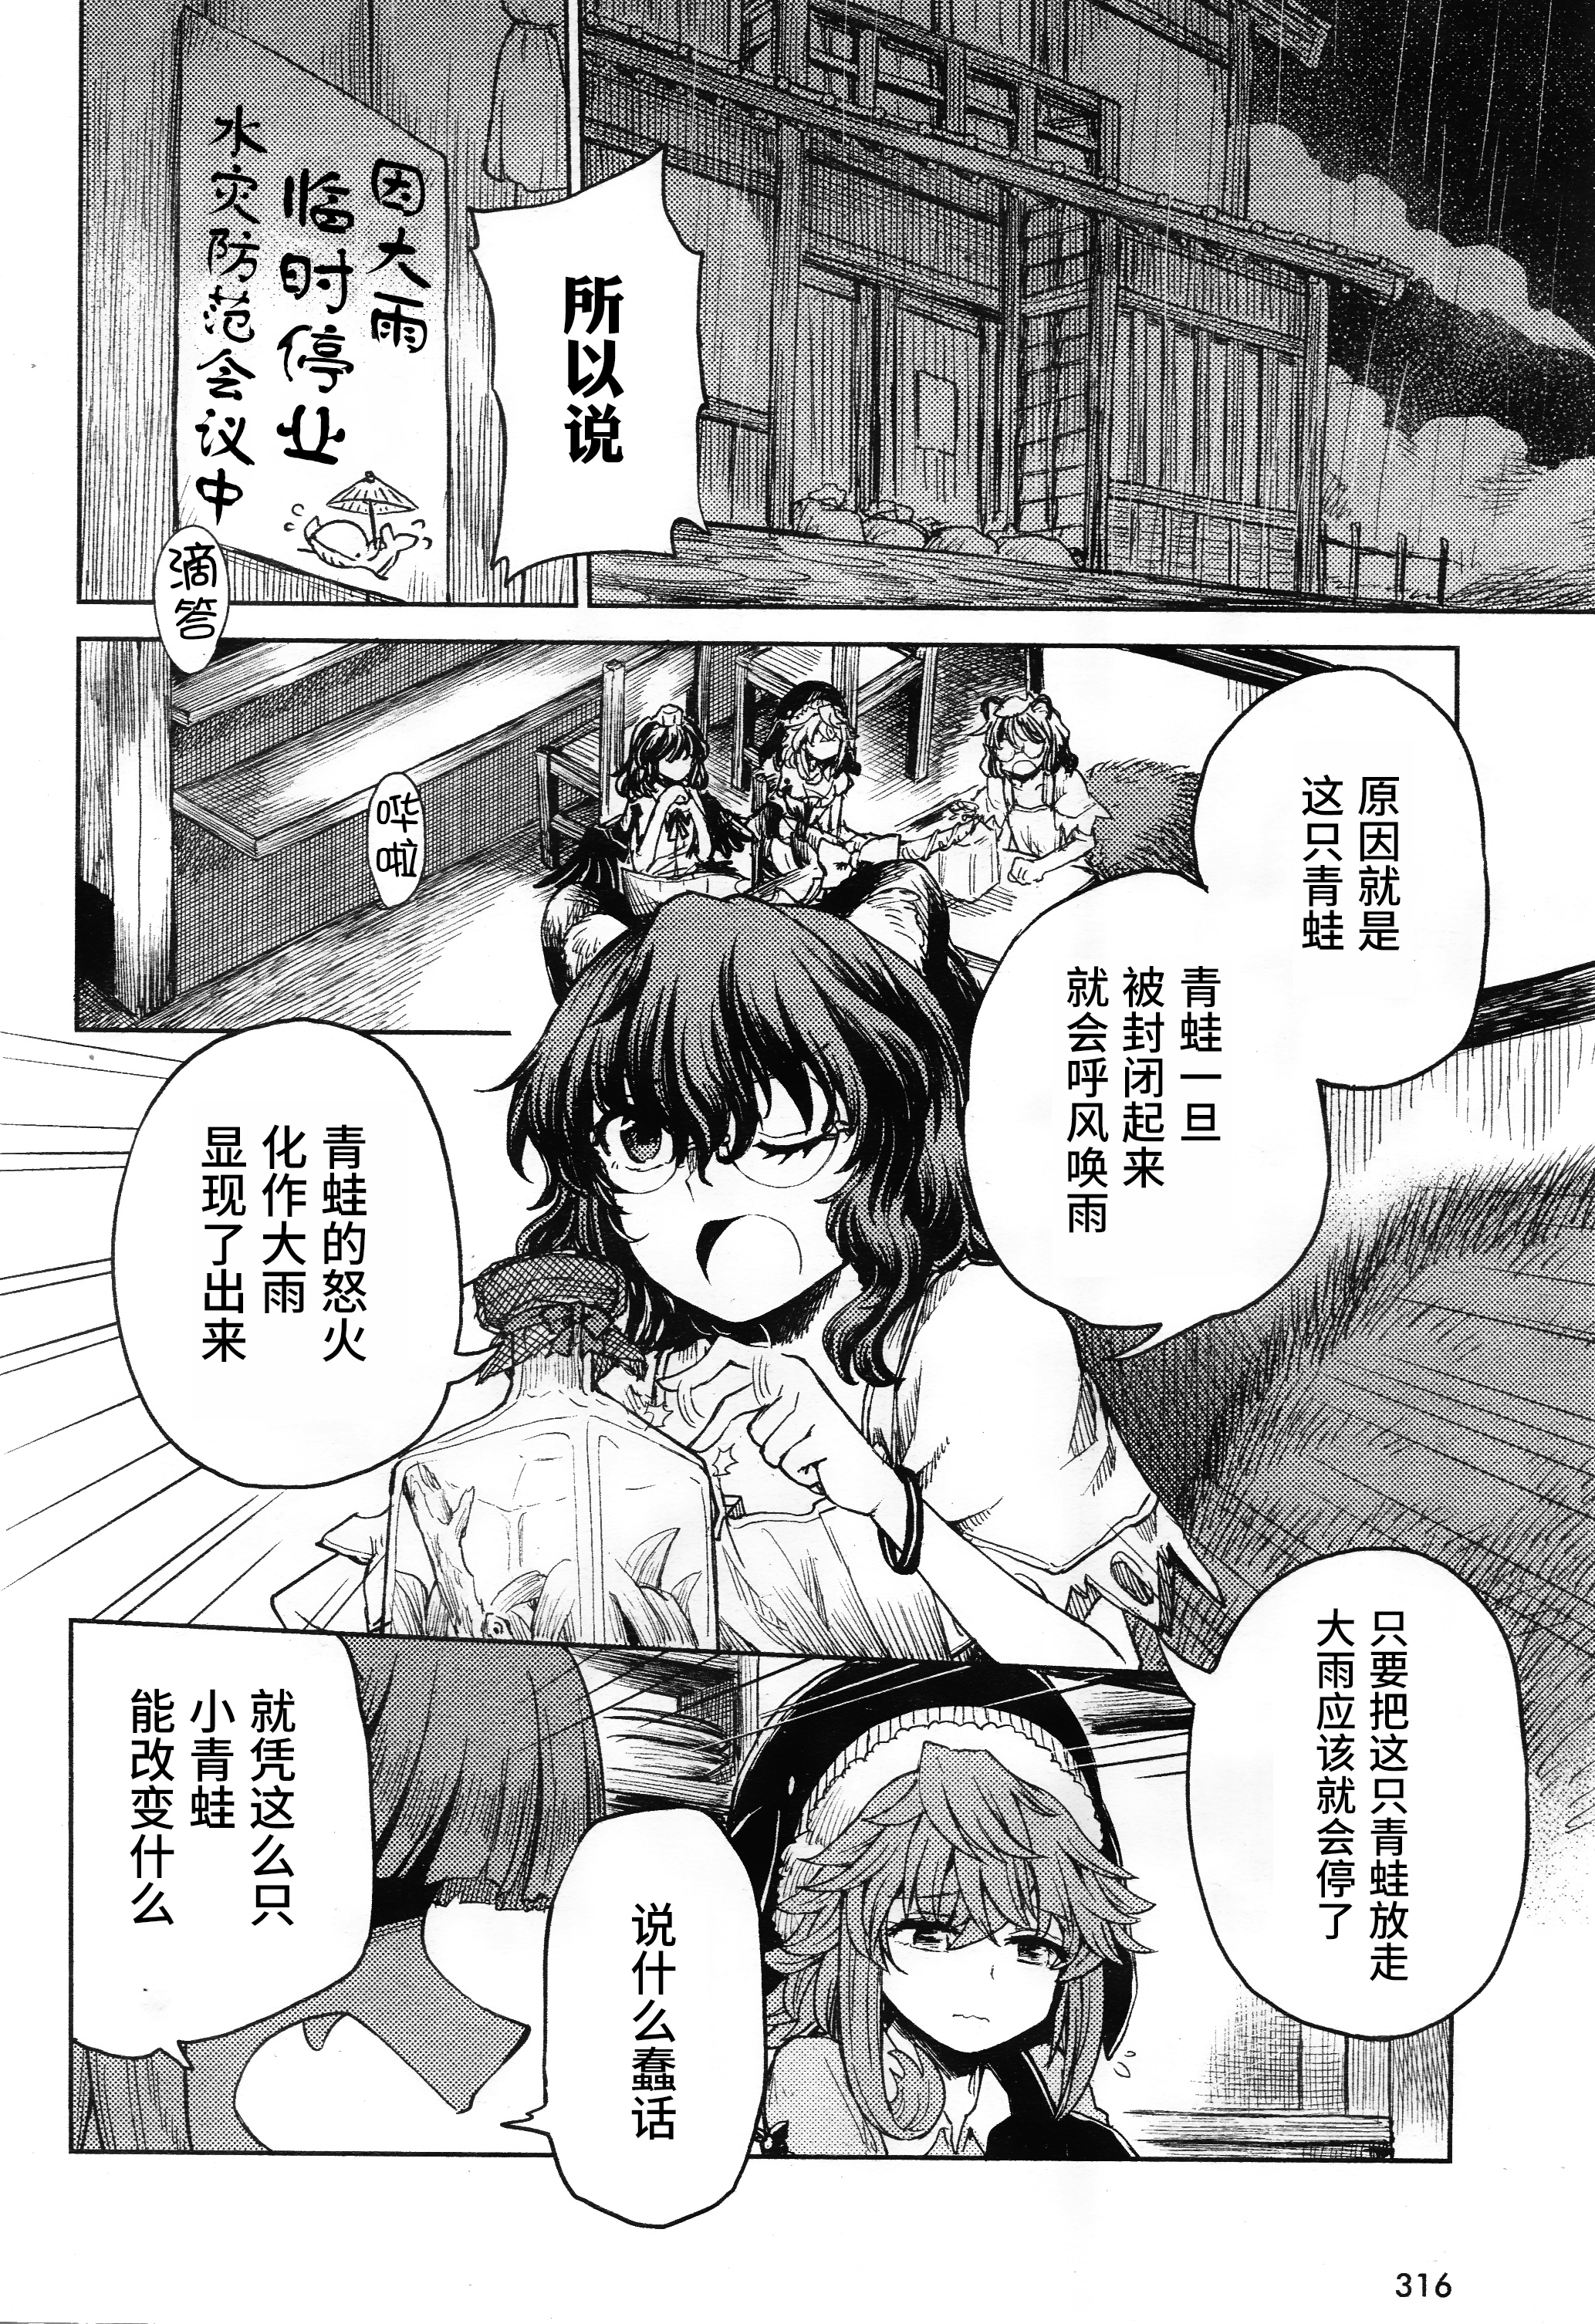 所以说
因大雨
临时停业
水灾防范会议中
滴答
原因就是
这只青蛙
青蛙一旦
被封闭起来
就会呼风唤雨
哗啦
青蛙的怒火
化作大雨
显现了出来
只要把这只青蛙放走
大雨应该就会停了
说什么蠢话
就凭这么只
小青蛙
能改变什么
316